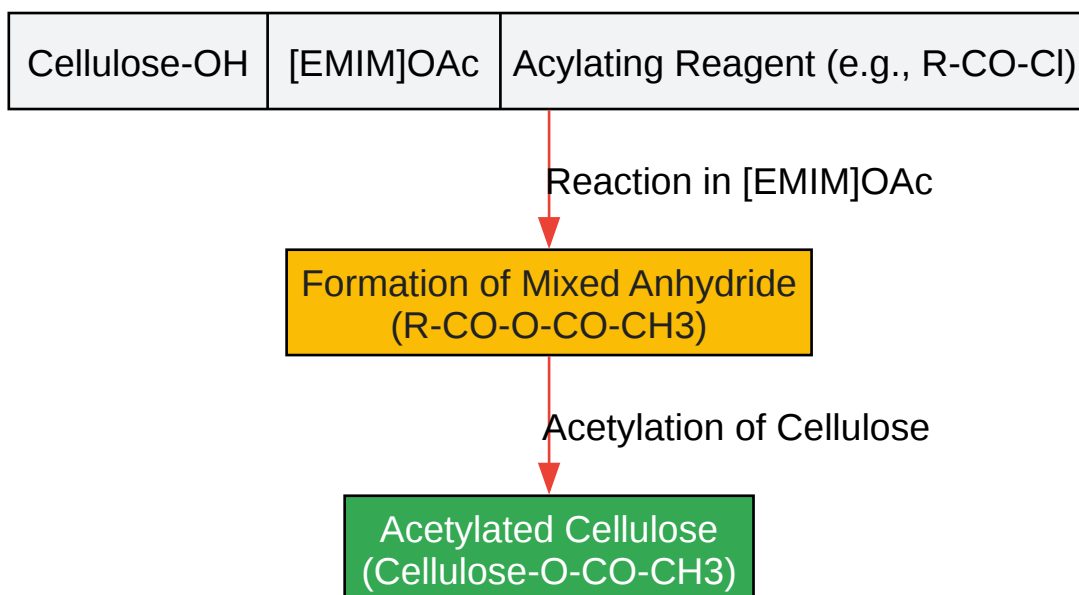 Cellulose-OH
[EMIM]OAc
Acylating Reagent (e.g., R-CO-Cl)
Reaction in [EMIM]OAc
Formation of Mixed Anhydride
(R-CO-O-CO-CH3)
Acetylation of Cellulose
Acetylated Cellulose
(Cellulose-O-CO-CH3)